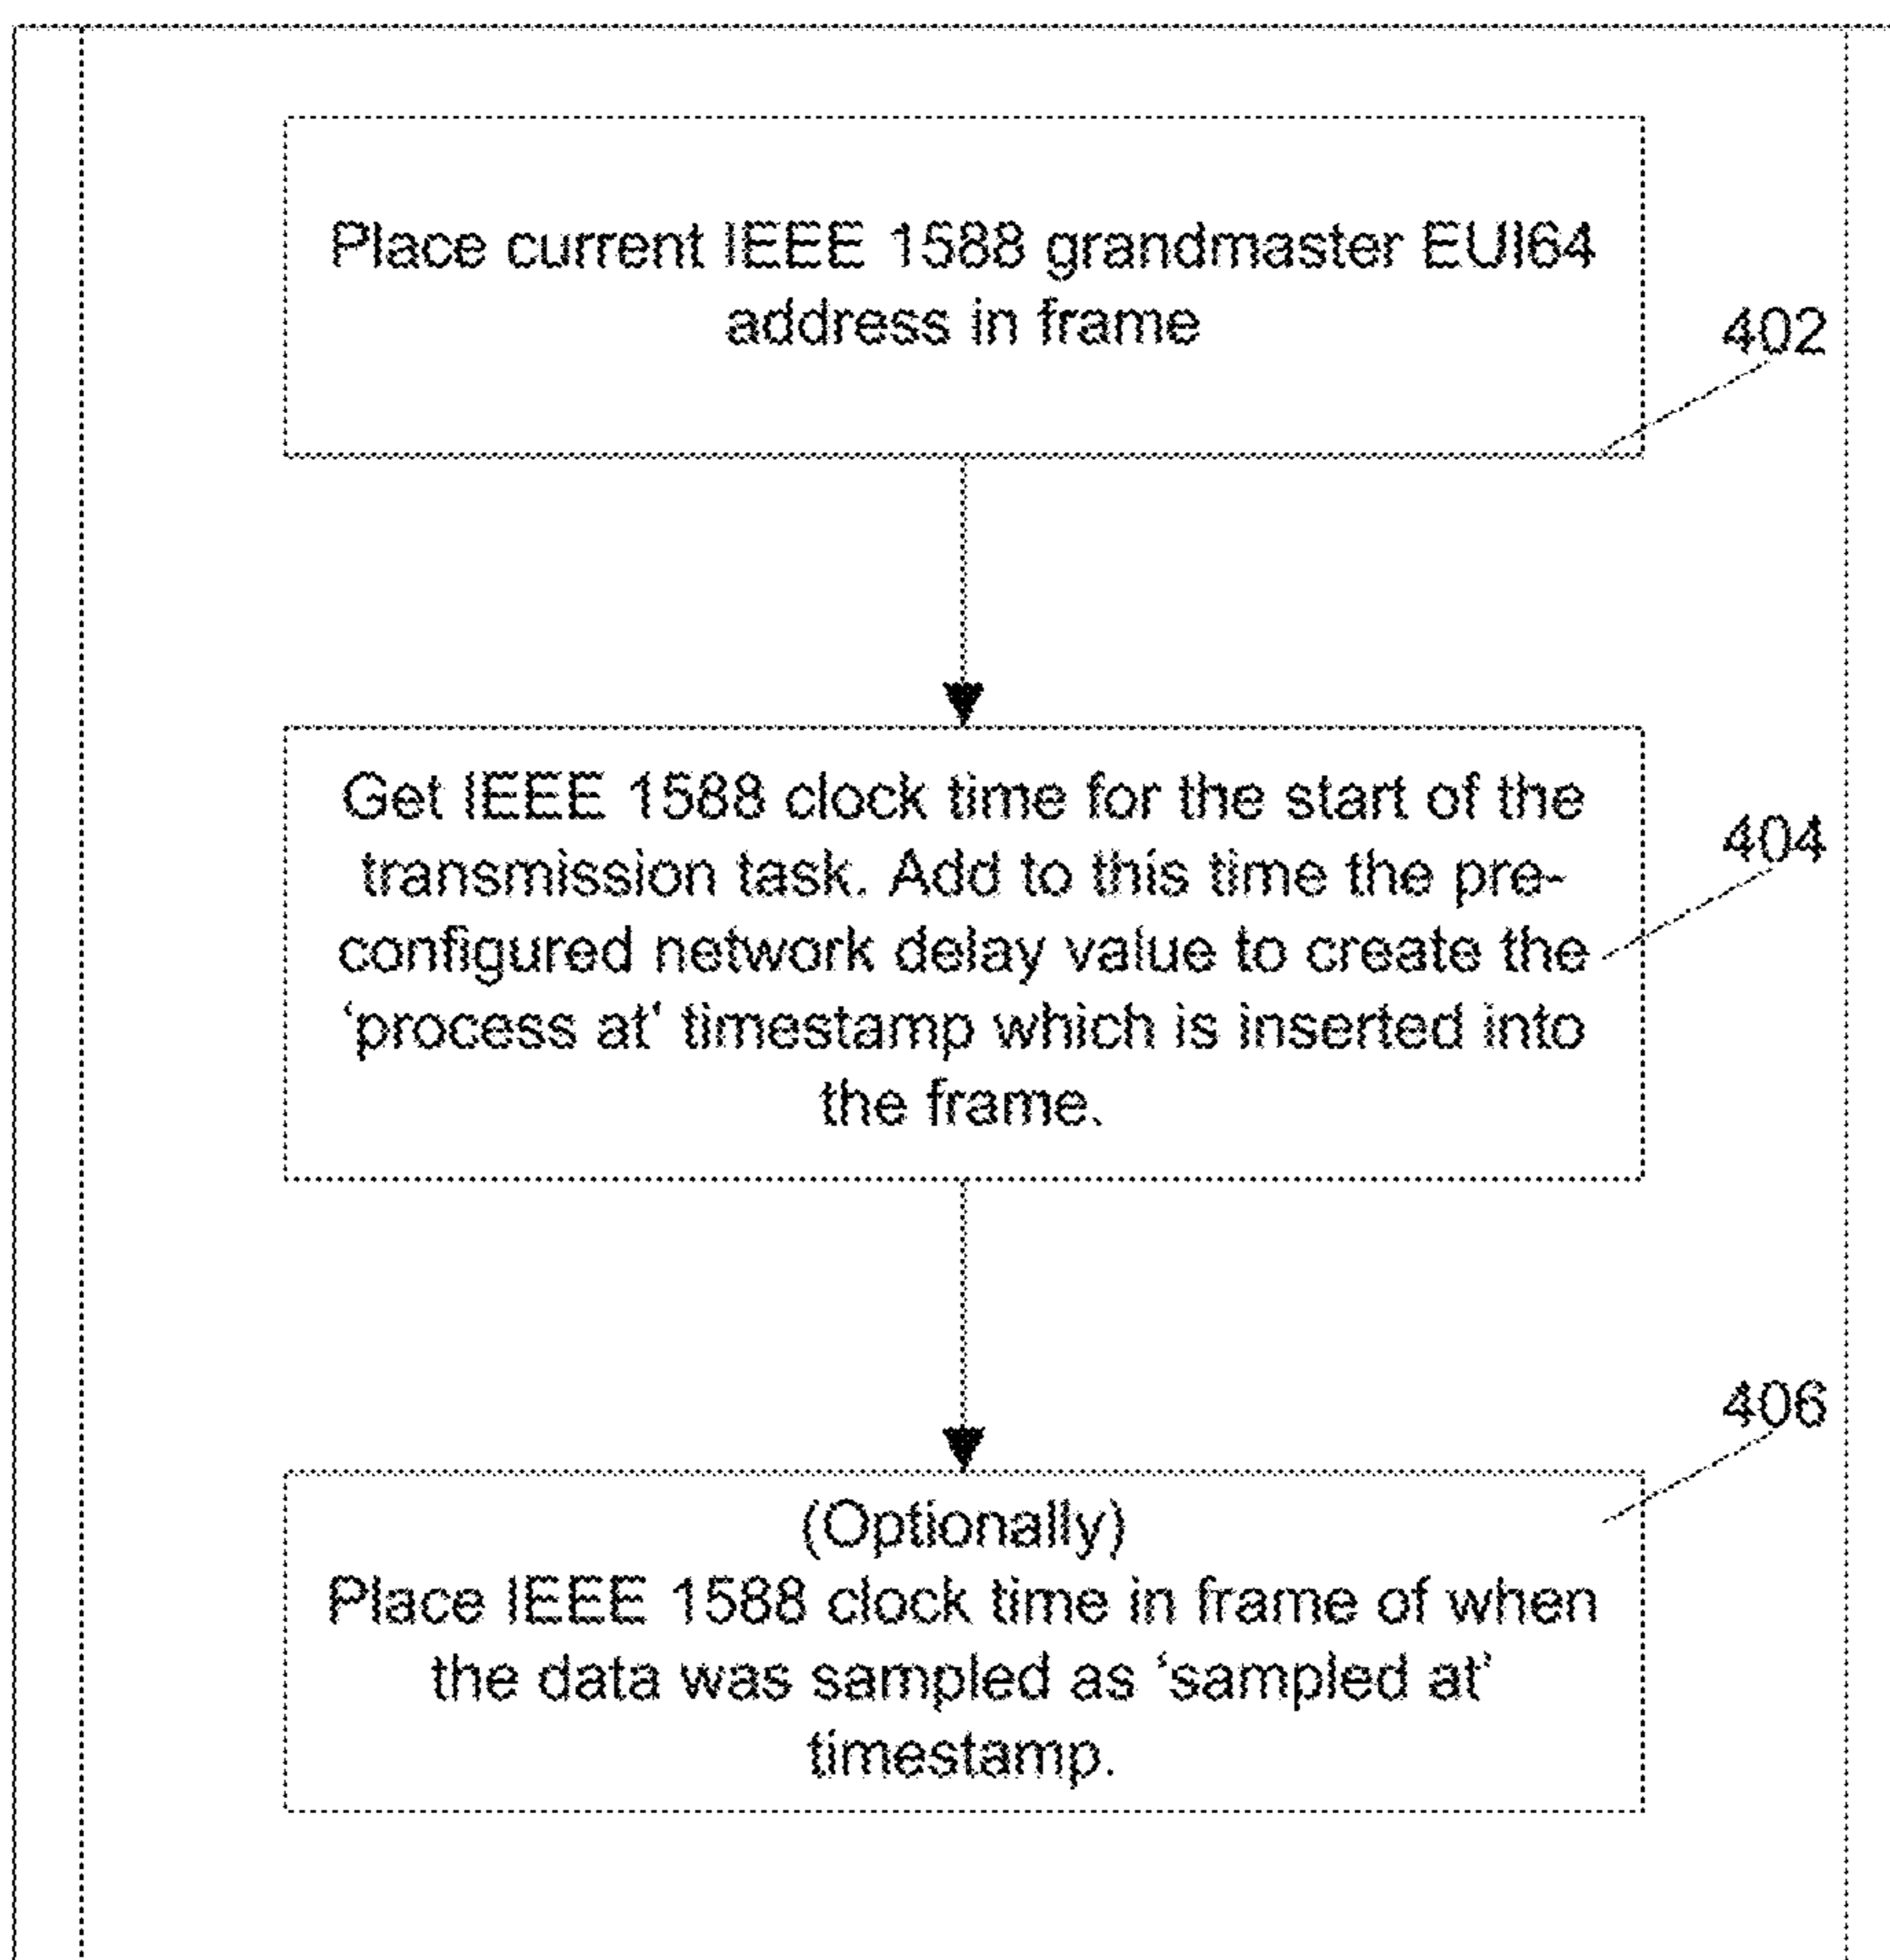 Place current IEEE 1588 grandmaster EUI64
address in frame
402
Get IEEE 1588 clock time for the start of the
transmission task. Add to this time the pre-
configured network delay value to create the
‘process at‘ timestamp which is inserted into
the frame.
404
406
(Optionally)
Place IEEE 1588 clock time in frame of when
the data was sampled as ‘sampled at’
timestamp.